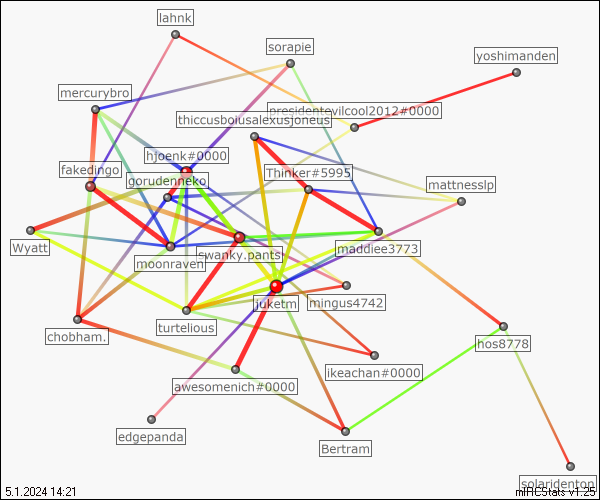 lahnk
sorapie
yoshimanden
mercurybro
presidentevilcool2012#0000
thiccusboiusalexusjoneus
hjoenk#0000
fakedingo
gorudenneko
Thinker#5995
mattnesslp
Wyatt
moonraven
swanky.pants
maddiee3773
juketm
mingus4742
chobham.
turtelious
hos8778
awesomenich#0000
ikeachan#0000
edgepanda
Bertram
solaridenton
5.1.2024 14:21
mIRCStats v1.25